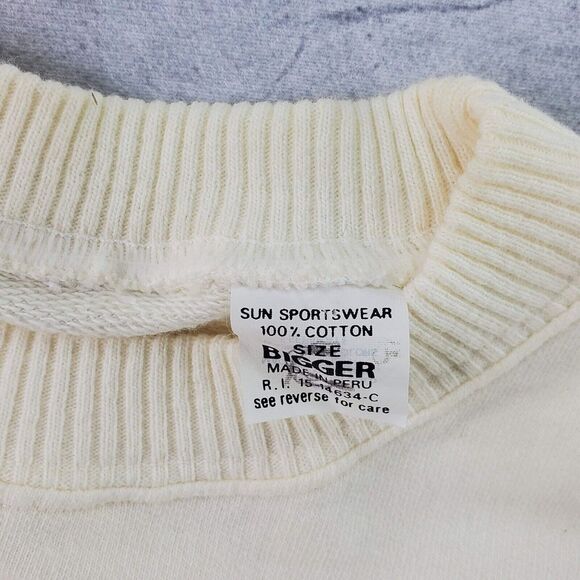 SUN SPORTSWEAR
100% COTTON
SIZE
BIGGER
MADE IN PERU
R.I. 15-14634-C
see reverse for care